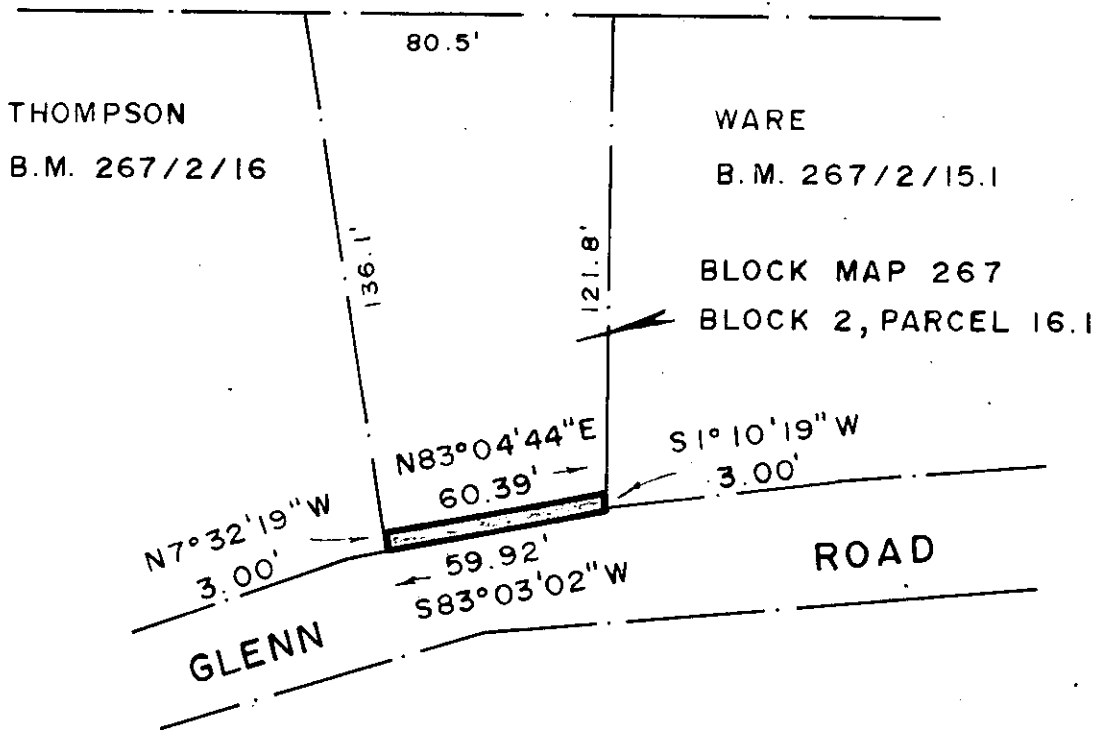 80.5'
THOMPSON
B.M. 267/2/16
WARE
B.M. 267/2/15.1
136.1'
121.8'
BLOCK MAP 267
BLOCK 2, PARCEL 16.1
N83°04'44"E
60.39'
S1°10'19"W
3.00'
N7°32'19"W
3.00'
59.92'
S83°03'02"W
GLENN ROAD